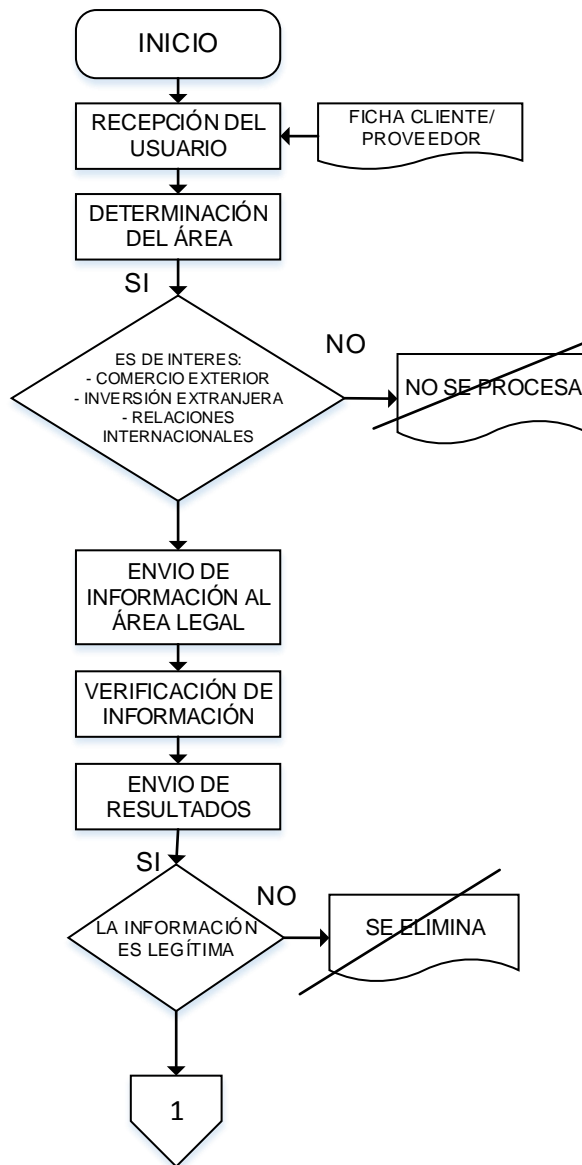 INICIO
RECEPCIÓN DEL
USUARIO
FICHA CLIENTE/
PROVEEDOR
DETERMINACIÓN
DEL ÁREA
SI
ES DE INTERES:
- COMERCIO EXTERIOR
- INVERSIÓN EXTRANJERA
- RELACIONES
INTERNACIONALES
NO
NO SE PROCESA
ENVIO DE
INFORMACIÓN AL
ÁREA LEGAL
VERIFICACIÓN DE
INFORMACIÓN
ENVIO DE
RESULTADOS
SI
LA INFORMACIÓN
ES LEGÍTIMA
NO
SE ELIMINA
1